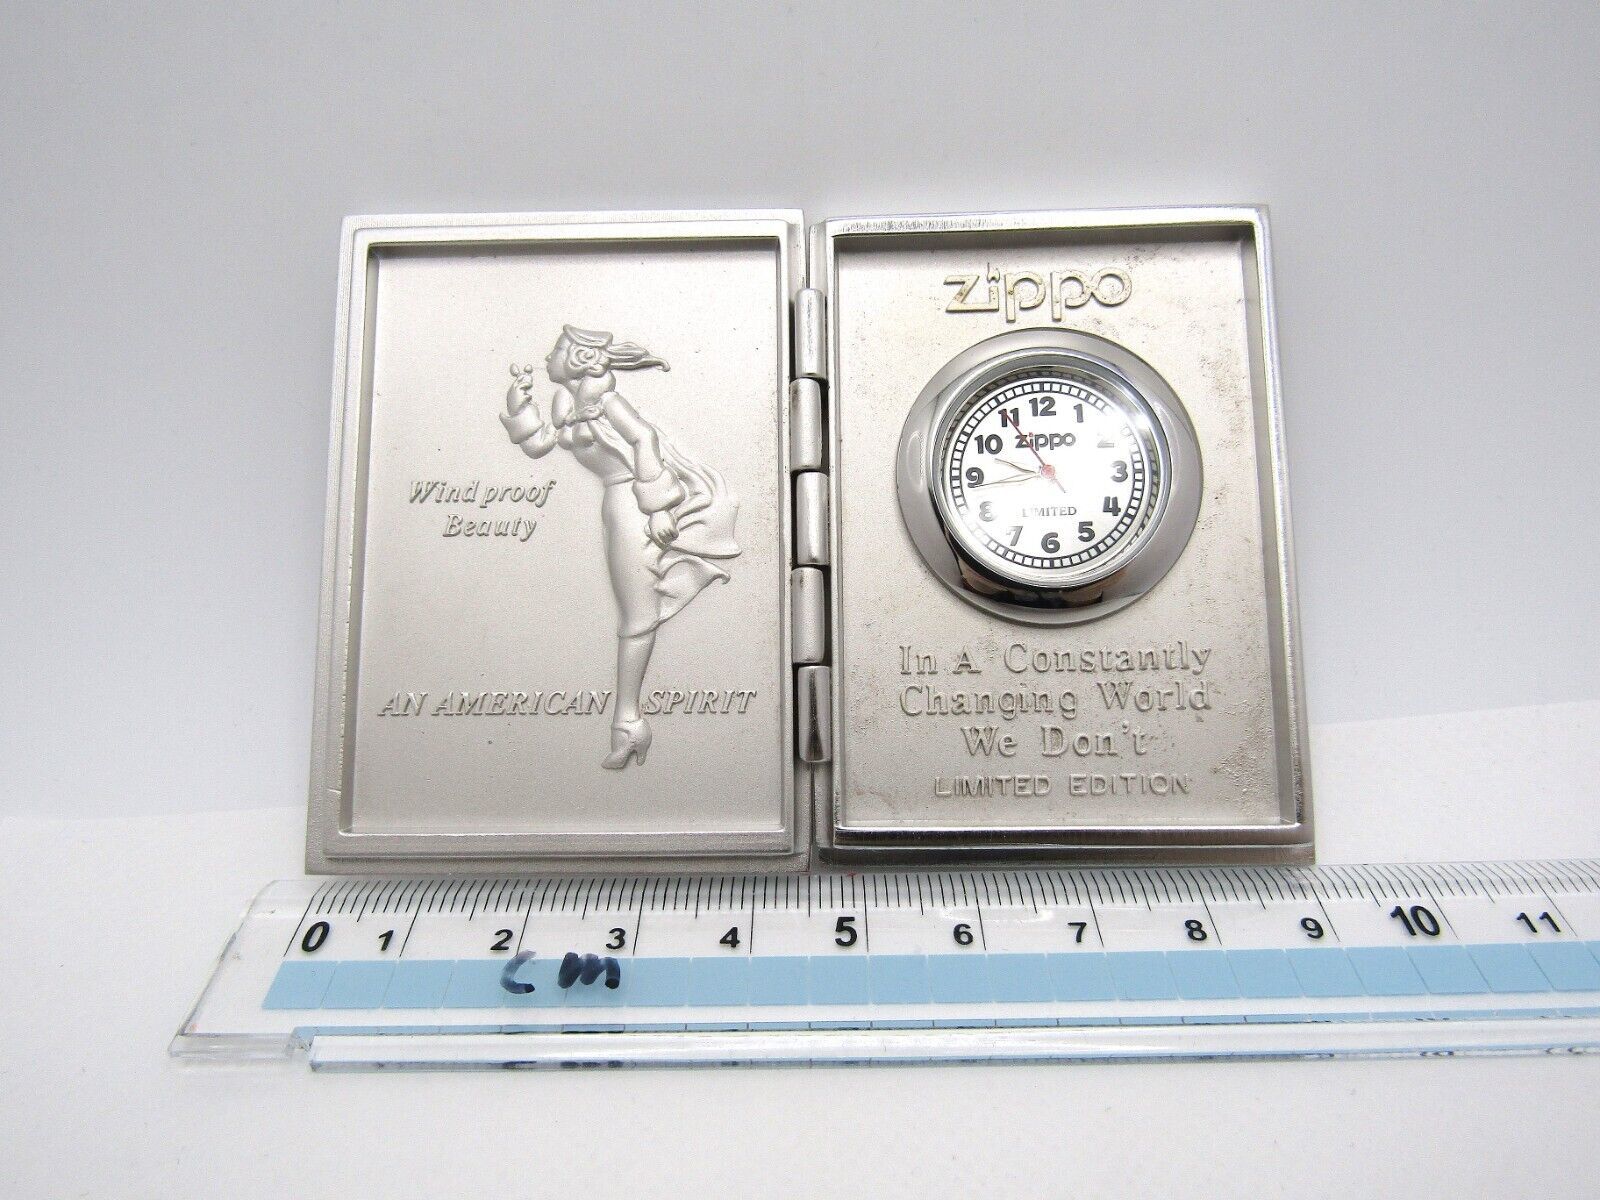 Windproof
Beauty
AN AMERICAN SPIRIT
zippo
12
11 1
10 zippo 2
9 3
8 4
LIMITED
7 5
6
In A Constantly
Changing World
We Don't
LIMITED EDITION
0 1 2 3 4 5 6 7 8 9 10 11
cm